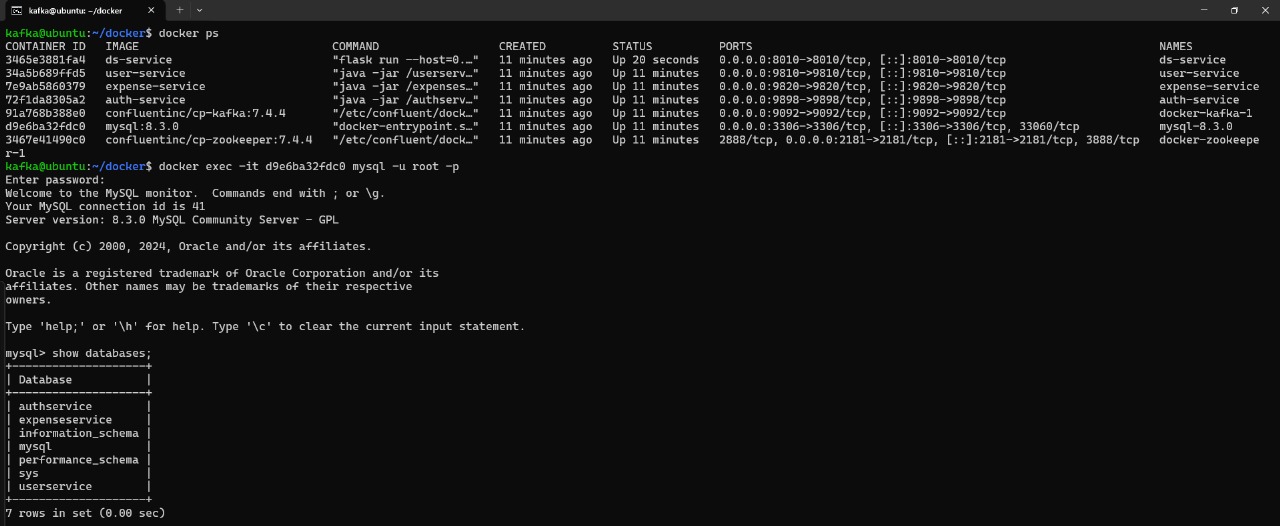 kafka@ubuntu: ~/docker
kafka@ubuntu:~/docker$ docker ps
CONTAINER ID   IMAGE                             COMMAND                  CREATED          STATUS          PORTS                                                                 NAMES
3465e3881fa4   ds-service                        "flask run --host=0.…"   11 minutes ago   Up 20 seconds   0.0.0.0:8010->8010/tcp, [::]:8010->8010/tcp                           ds-service
34a5b689ffd5   user-service                      "java -jar /userserv…"   11 minutes ago   Up 11 minutes   0.0.0.0:9810->9810/tcp, [::]:9810->9810/tcp                           user-service
7e9ab5860379   expense-service                   "java -jar /expenses…"   11 minutes ago   Up 11 minutes   0.0.0.0:9820->9820/tcp, [::]:9820->9820/tcp                           expense-service
72f1da8305a2   auth-service                      "java -jar /authserv…"   11 minutes ago   Up 11 minutes   0.0.0.0:9898->9898/tcp, [::]:9898->9898/tcp                           auth-service
91a768b388e0   confluentinc/cp-kafka:7.4.4       "/etc/confluent/dock…"   11 minutes ago   Up 11 minutes   0.0.0.0:9092->9092/tcp, [::]:9092->9092/tcp                           docker-kafka-1
d9e6ba32fdc0   mysql:8.3.0                       "docker-entrypoint.s…"   11 minutes ago   Up 11 minutes   0.0.0.0:3306->3306/tcp, [::]:3306->3306/tcp, 33060/tcp                mysql-8.3.0
3467e41490c0   confluentinc/cp-zookeeper:7.4.4   "/etc/confluent/dock…"   11 minutes ago   Up 11 minutes   2888/tcp, 0.0.0.0:2181->2181/tcp, [::]:2181->2181/tcp, 3888/tcp   docker-zookeepe
r-1
kafka@ubuntu:~/docker$ docker exec -it d9e6ba32fdc0 mysql -u root -p
Enter password:
Welcome to the MySQL monitor.  Commands end with ; or \g.
Your MySQL connection id is 41
Server version: 8.3.0 MySQL Community Server - GPL
Copyright (c) 2000, 2024, Oracle and/or its affiliates.
Oracle is a registered trademark of Oracle Corporation and/or its
affiliates. Other names may be trademarks of their respective
owners.
Type 'help;' or '\h' for help. Type '\c' to clear the current input statement.
mysql> show databases;
+--------------------+
| Database           |
+--------------------+
| authservice        |
| expenseservice     |
| information_schema |
| mysql              |
| performance_schema |
| sys                |
| userservice        |
+--------------------+
7 rows in set (0.00 sec)